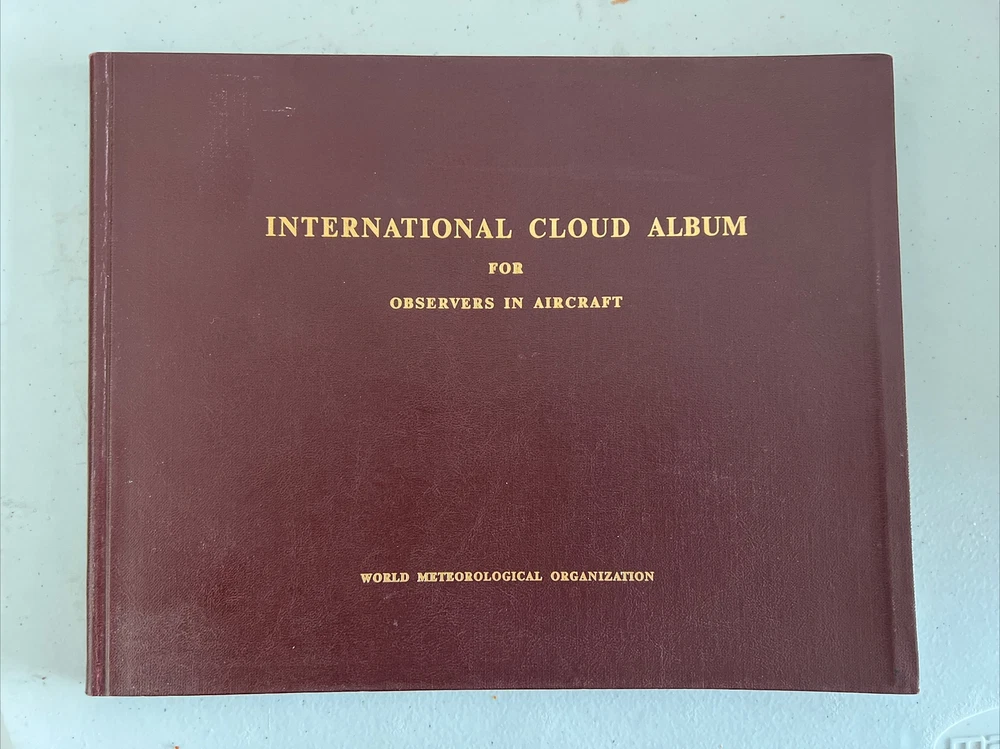 INTERNATIONAL CLOUD ALBUM
FOR
OBSERVERS IN AIRCRAFT
WORLD METEOROLOGICAL ORGANIZATION